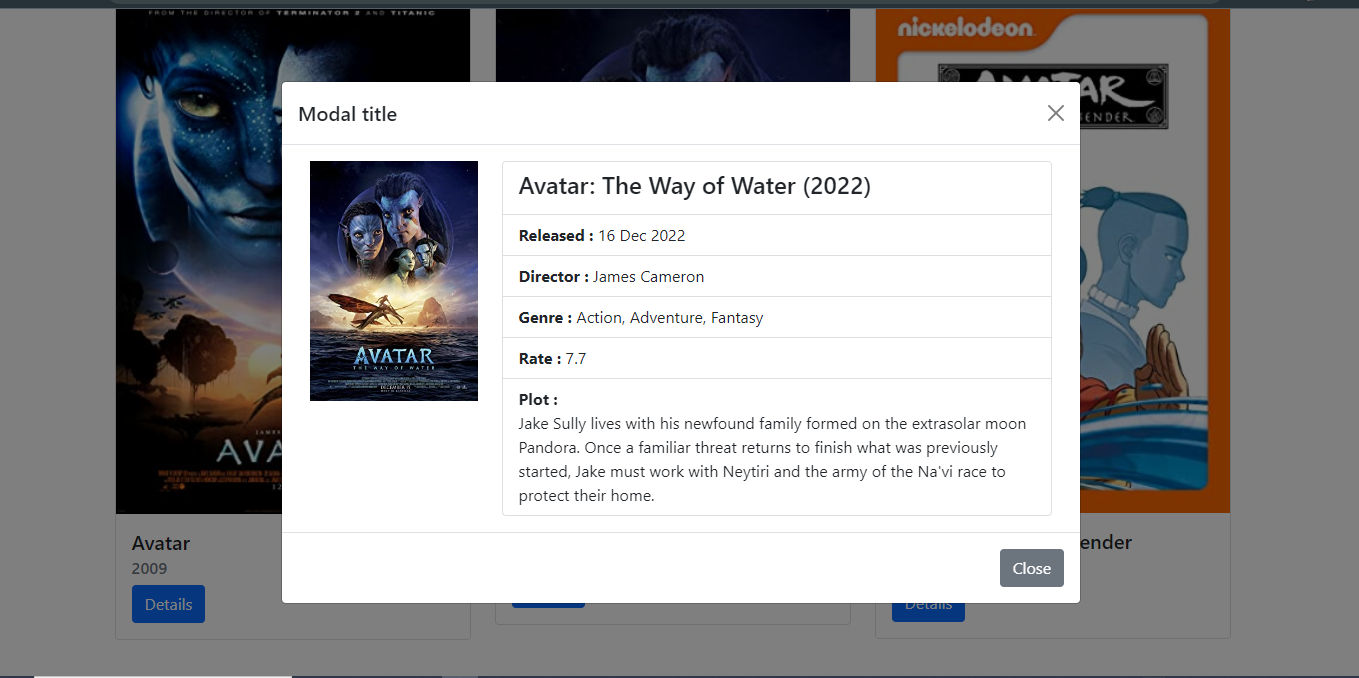 FROM THE DIRECTOR OF TERMINATOR 2 AND TITANIC
nickelodeon
Modal title
Avatar: The Way of Water (2022)
Released : 16 Dec 2022
Director : James Cameron
Genre : Action, Adventure, Fantasy
Rate : 7.7
Plot :
Jake Sully lives with his newfound family formed on the extrasolar moon
Pandora. Once a familiar threat returns to finish what was previously
started, Jake must work with Neytiri and the army of the Na'vi race to
protect their home.
AVATAR
THE WAY OF WATER
Close
Avatar
2009
Details
ender
Details